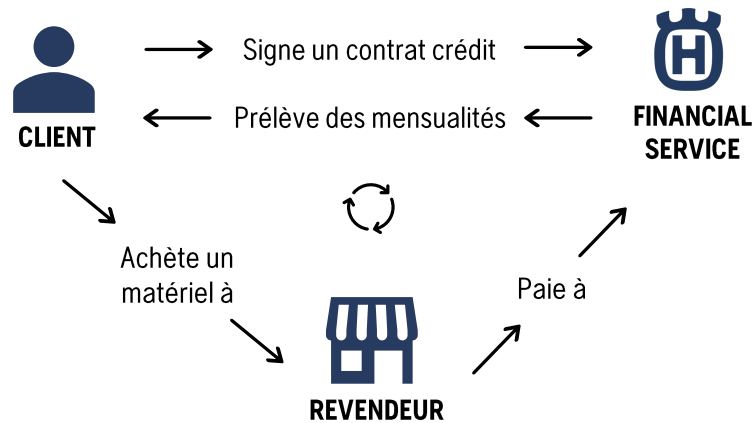 Signe un contrat crédit
H
Prélève des mensualités
CLIENT
FINANCIAL
SERVICE
Achète un
matériel à
Paie à
REVENDEUR